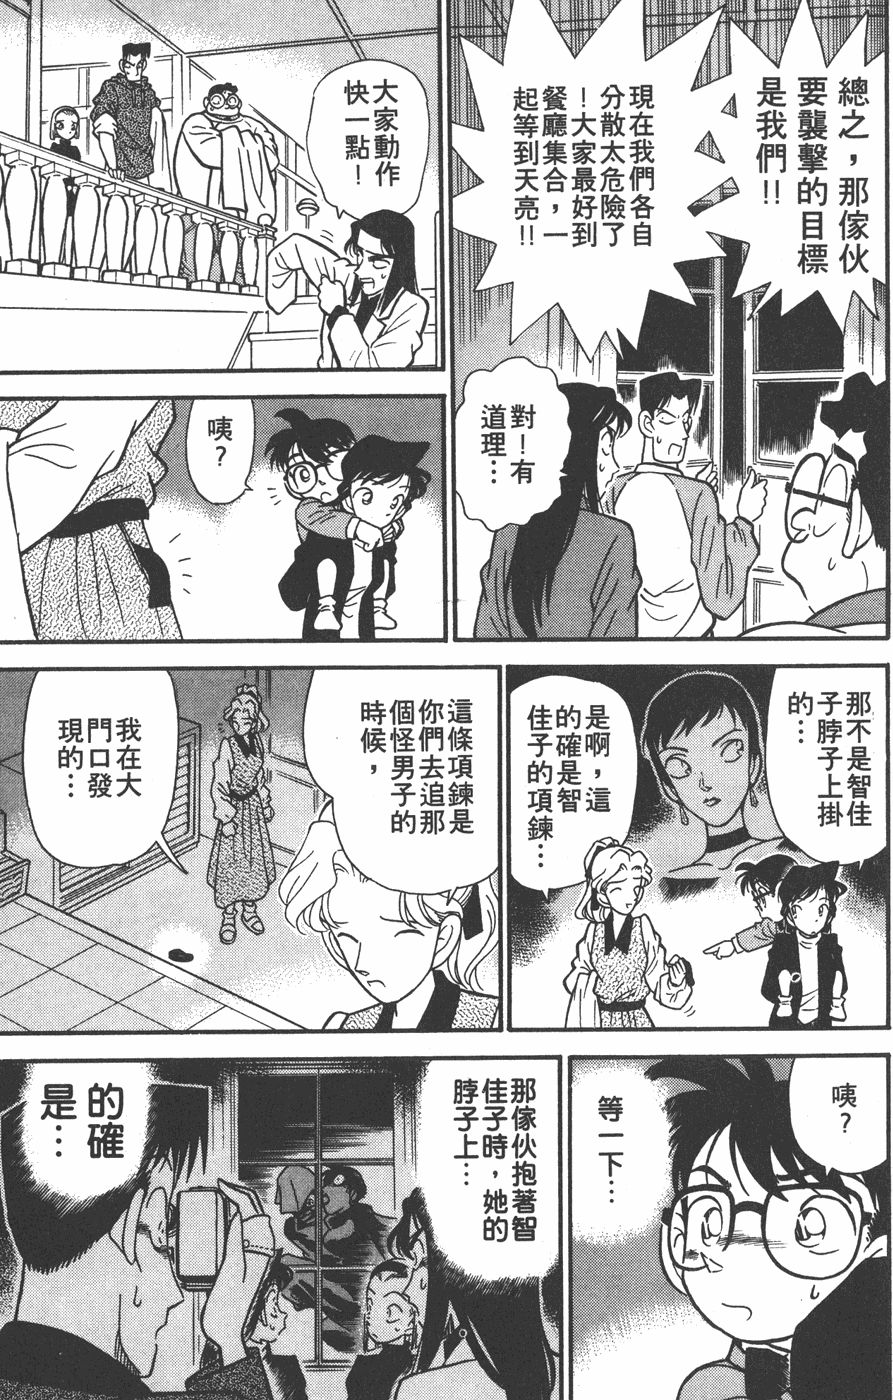 總之，那傢伙
要襲擊的目標
是我們!!
現在我們各自
分散太危險了
！大家最好到
餐廳集合，一
起等到天亮!!
對！有
道理…
大家動作
快一點！
咦？
那不是智佳
子脖子上掛
的…
是啊，這
的確是智
佳子的項鍊…
這條項鍊是
你們去追那
個怪男子的
時候，
我在大
門口發
現的…
咦？
等一下…
那傢伙抱著智
佳子時，她的
脖子上…
的確
是…